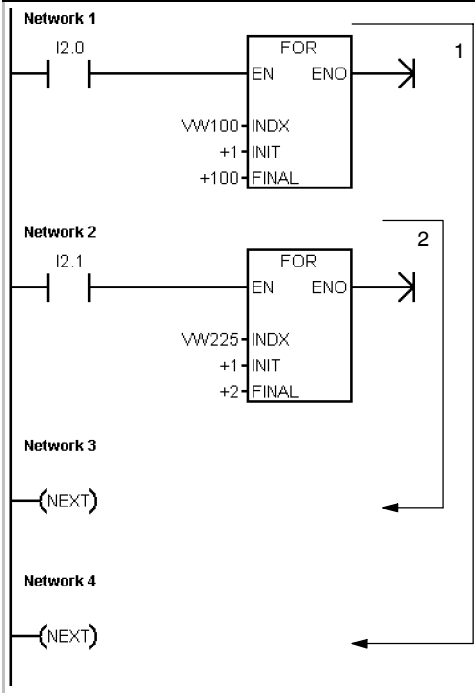 Network 1
I2.0
FOR
1
EN ENO
VW100 INDX
+1 INIT
+100 FINAL
Network 2
2
I2.1
FOR
EN ENO
VW225 INDX
+1 INIT
+2 FINAL
Network 3
(NEXT)
Network 4
(NEXT)